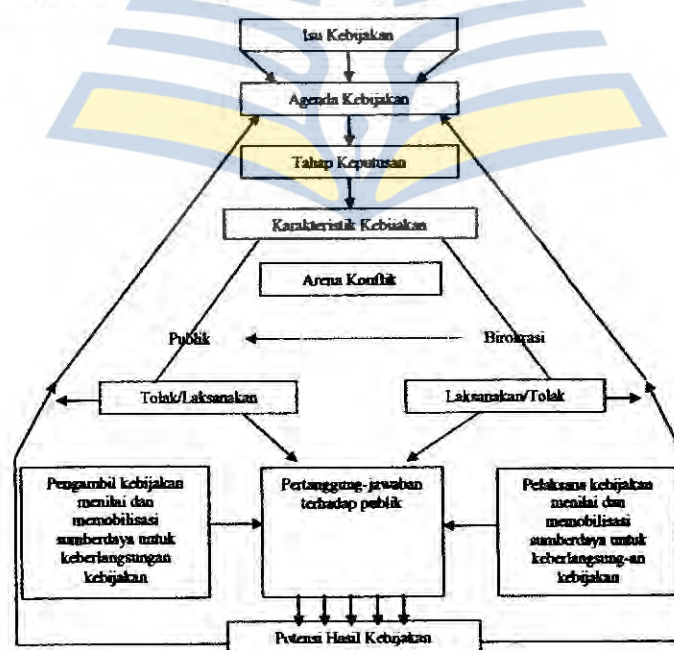 Isu Kebijakan
Agenda Kebijakan
Tahap Keputusan
Karakteristik Kebijakan
Arena Konflik
Publik
Birokrasi
Tolak/Laksanakan
Laksanakan/Tolak
Pengambil kebijakan
menilai dan
memobilisasi
sumberdaya untuk
keberlangsungan
kebijakan
Pertanggung-jawaban
terhadap publik
Pelaksana kebijakan
menilai dan
memobilisasi
sumberdaya untuk
keberlangsung-an
kebijakan
Potensi Hasil Kebijakan